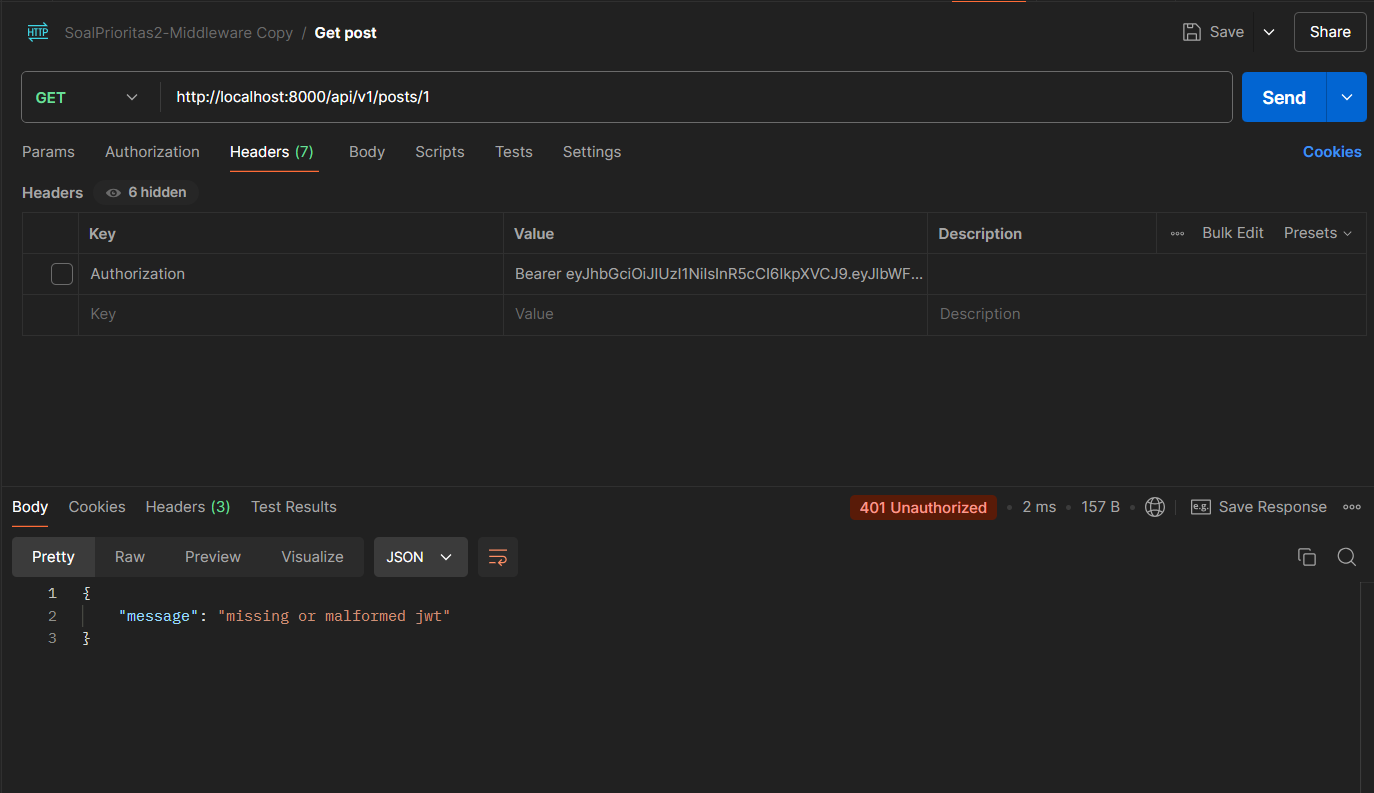 HTTP SoalPrioritas2-Middleware Copy / Get post Save Share
GET http://localhost:8000/api/v1/posts/1 Send
Params Authorization Headers (7) Body Scripts Tests Settings Cookies
Headers 6 hidden
Key Value Description Bulk Edit Presets
Authorization Bearer eyJhbGciOiJIUzI1NiIsInR5cCI6IkpXVCJ9.eyJlbWF...
Key Value Description
Body Cookies Headers (3) Test Results 401 Unauthorized • 2 ms • 157 B • e.g. Save Response
Pretty Raw Preview Visualize JSON
1 {
2 "message": "missing or malformed jwt"
3 }